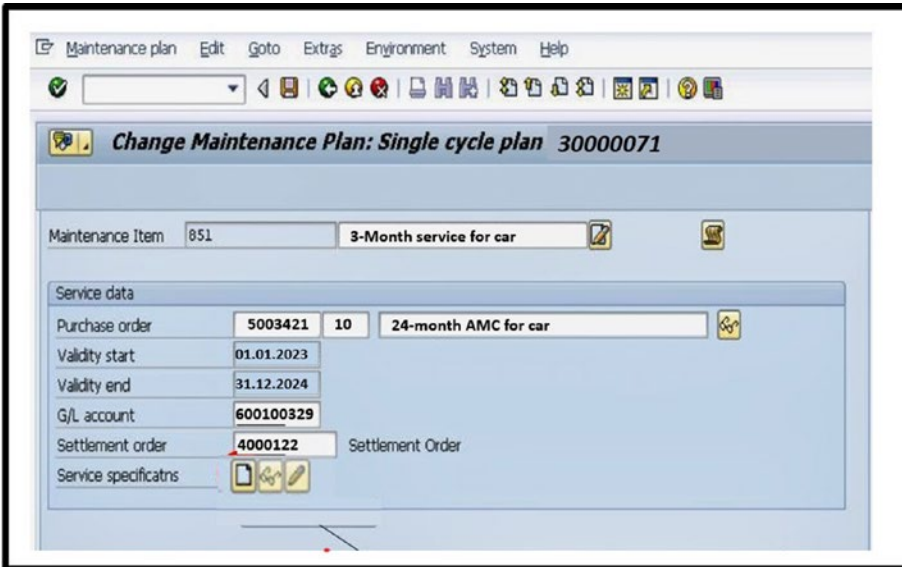 Maintenance plan Edit Goto Extras Environment System Help
Change Maintenance Plan: Single cycle plan 30000071
Maintenance Item 851 3-Month service for car
Service data
Purchase order 5003421 10 24-month AMC for car
Validity start 01.01.2023
Validity end 31.12.2024
G/L account 600100329
Settlement order 4000122 Settlement Order
Service specificatns